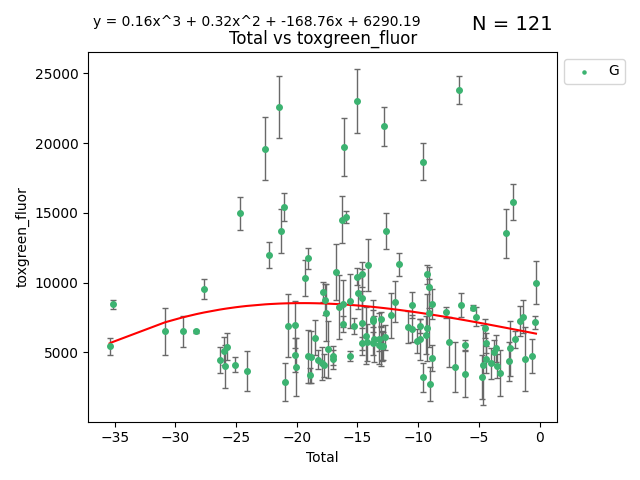 y = 0.16x^3 + 0.32x^2 + -168.76x + 6290.19
N = 121
Total vs toxgreen_fluor
G
toxgreen_fluor
25000
20000
15000
10000
5000
−35
−30
−25
−20
−15
−10
−5
0
Total